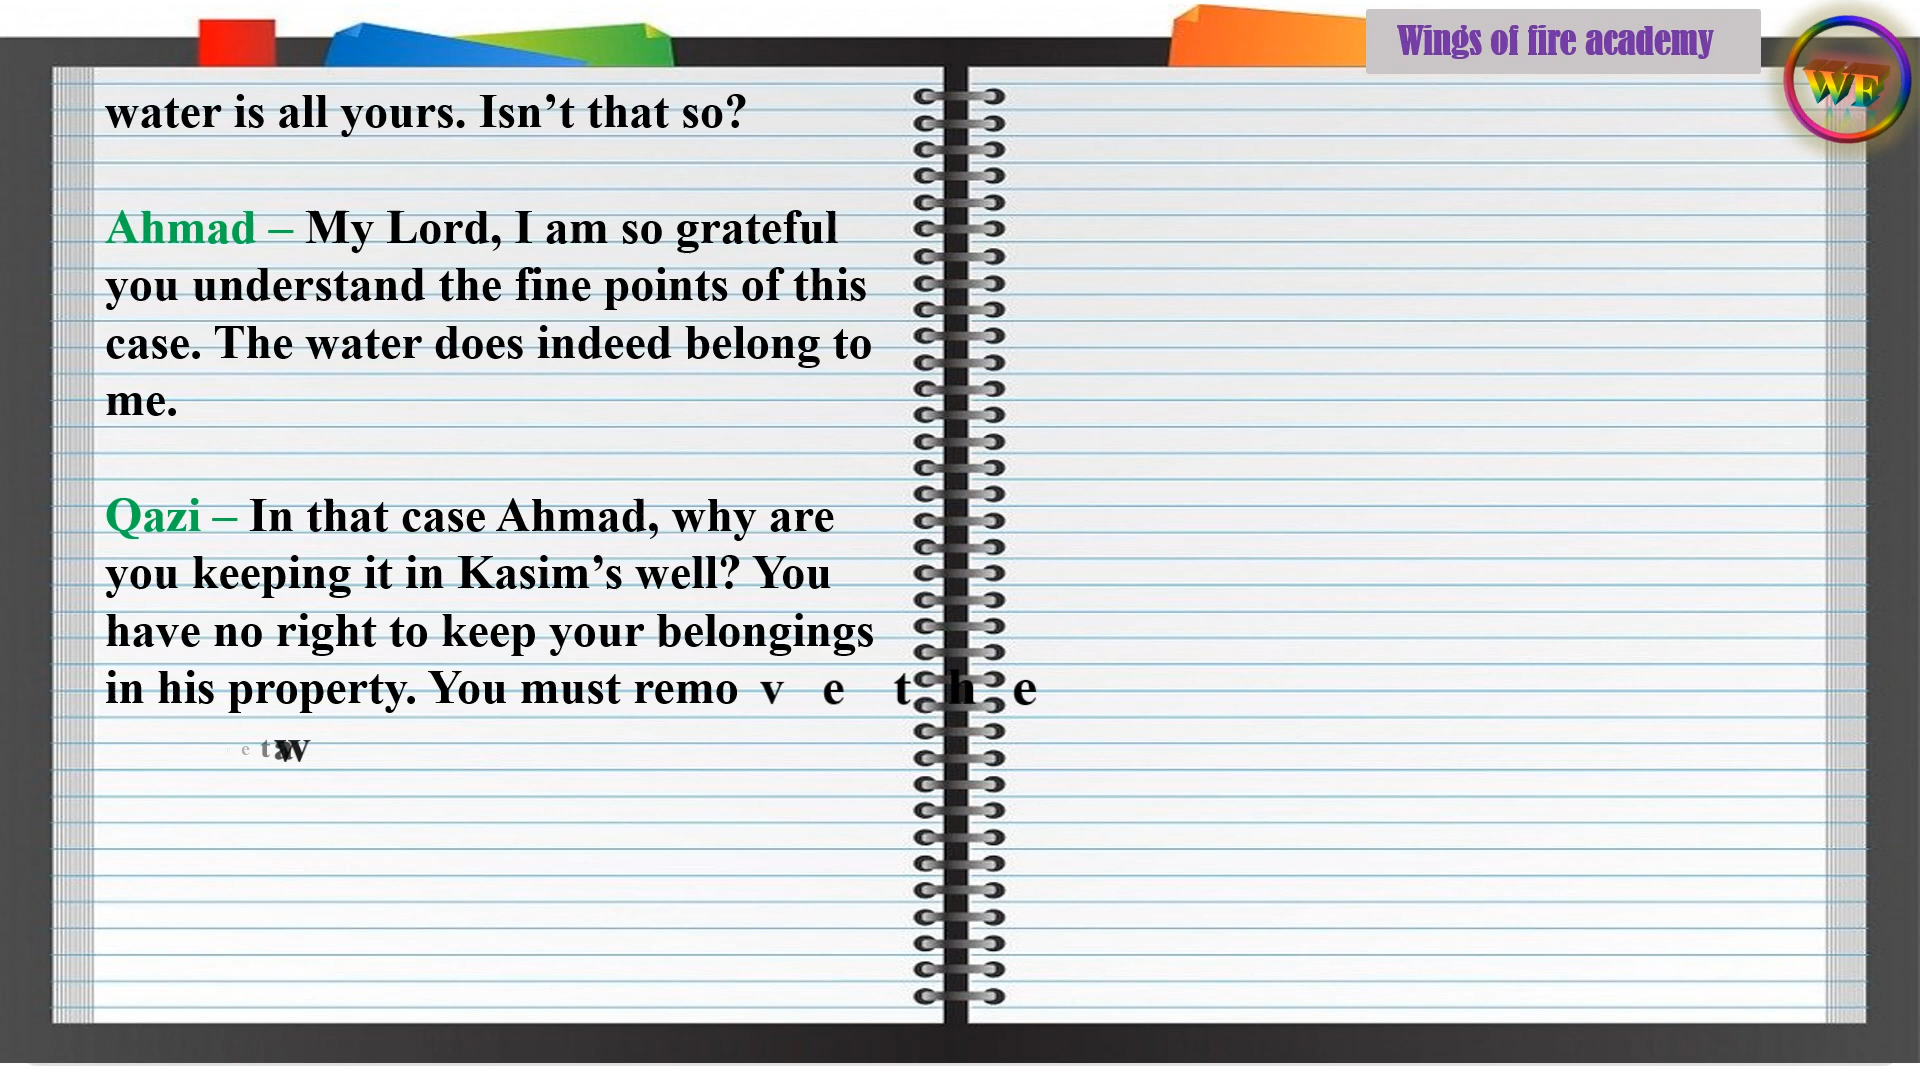 Wings of fire academy
WE
water is all yours. Isn’t that so?
Ahmad – My Lord, I am so grateful
you understand the fine points of this
case. The water does indeed belong to
me.
Qazi – In that case Ahmad, why are
you keeping it in Kasim’s well? You
have no right to keep your belongings
in his property. You must remove the